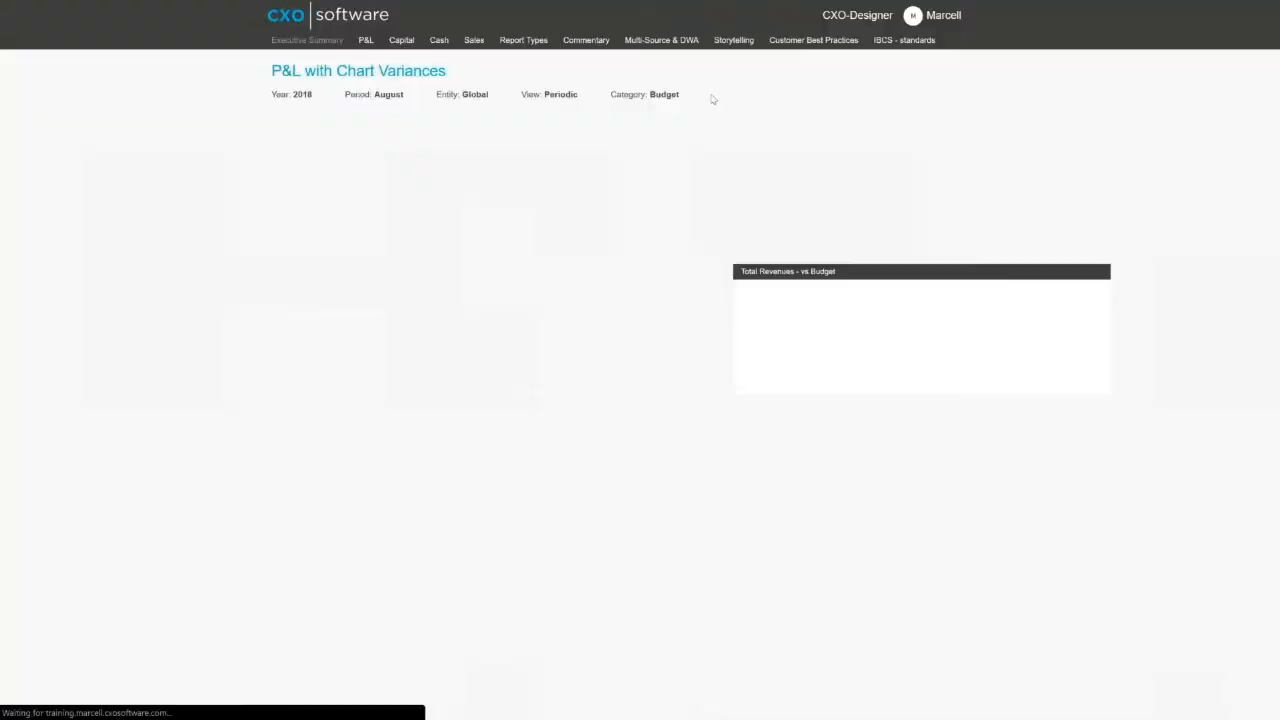 CXO software
CXO-Designer M Marcell
Executive Summary P&L Capital Cash Sales Report Types Commentary Multi-Source & DWA Storytelling Customer Best Practices IBCS - standards
P&L with Chart Variances
Year: 2018 Period: August Entity: Global View: Periodic Category: Budget
Total Revenues - vs Budget
Waiting for training.marcell.cxosoftware.com...